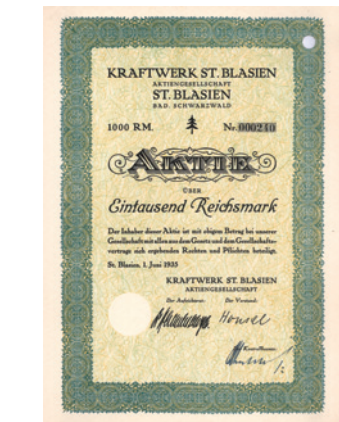 KRAFTWERK ST. BLASIEN
AKTIENGESELLSCHAFT
ST. BLASIEN
BAD. SCHWARZWALD
1000 RM. Nr. 000240
AKTIE
ÜBER
Eintausend Reichsmark
Der Inhaber dieser Aktie ist mit obigem Betrag bei unserer
Gesellschaft mit allen aus dem Gesetz und dem Gesellschafts-
vertrage sich ergebenden Rechten und Pflichten beteiligt.
St. Blasien, 1. Juni 1935
KRAFTWERK ST. BLASIEN
AKTIENGESELLSCHAFT
Der Aufsichtsrat: Der Vorstand: